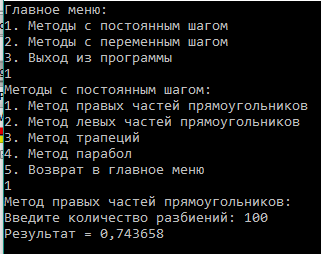 Главное меню:
1. Методы с постоянным шагом
2. Методы с переменным шагом
3. Выход из программы
1
Методы с постоянным шагом:
1. Метод правых частей прямоугольников
2. Метод левых частей прямоугольников
3. Метод трапеций
4. Метод парабол
5. Возврат в главное меню
1
Метод правых частей прямоугольников:
Введите количество разбиений: 100
Результат = 0,743658